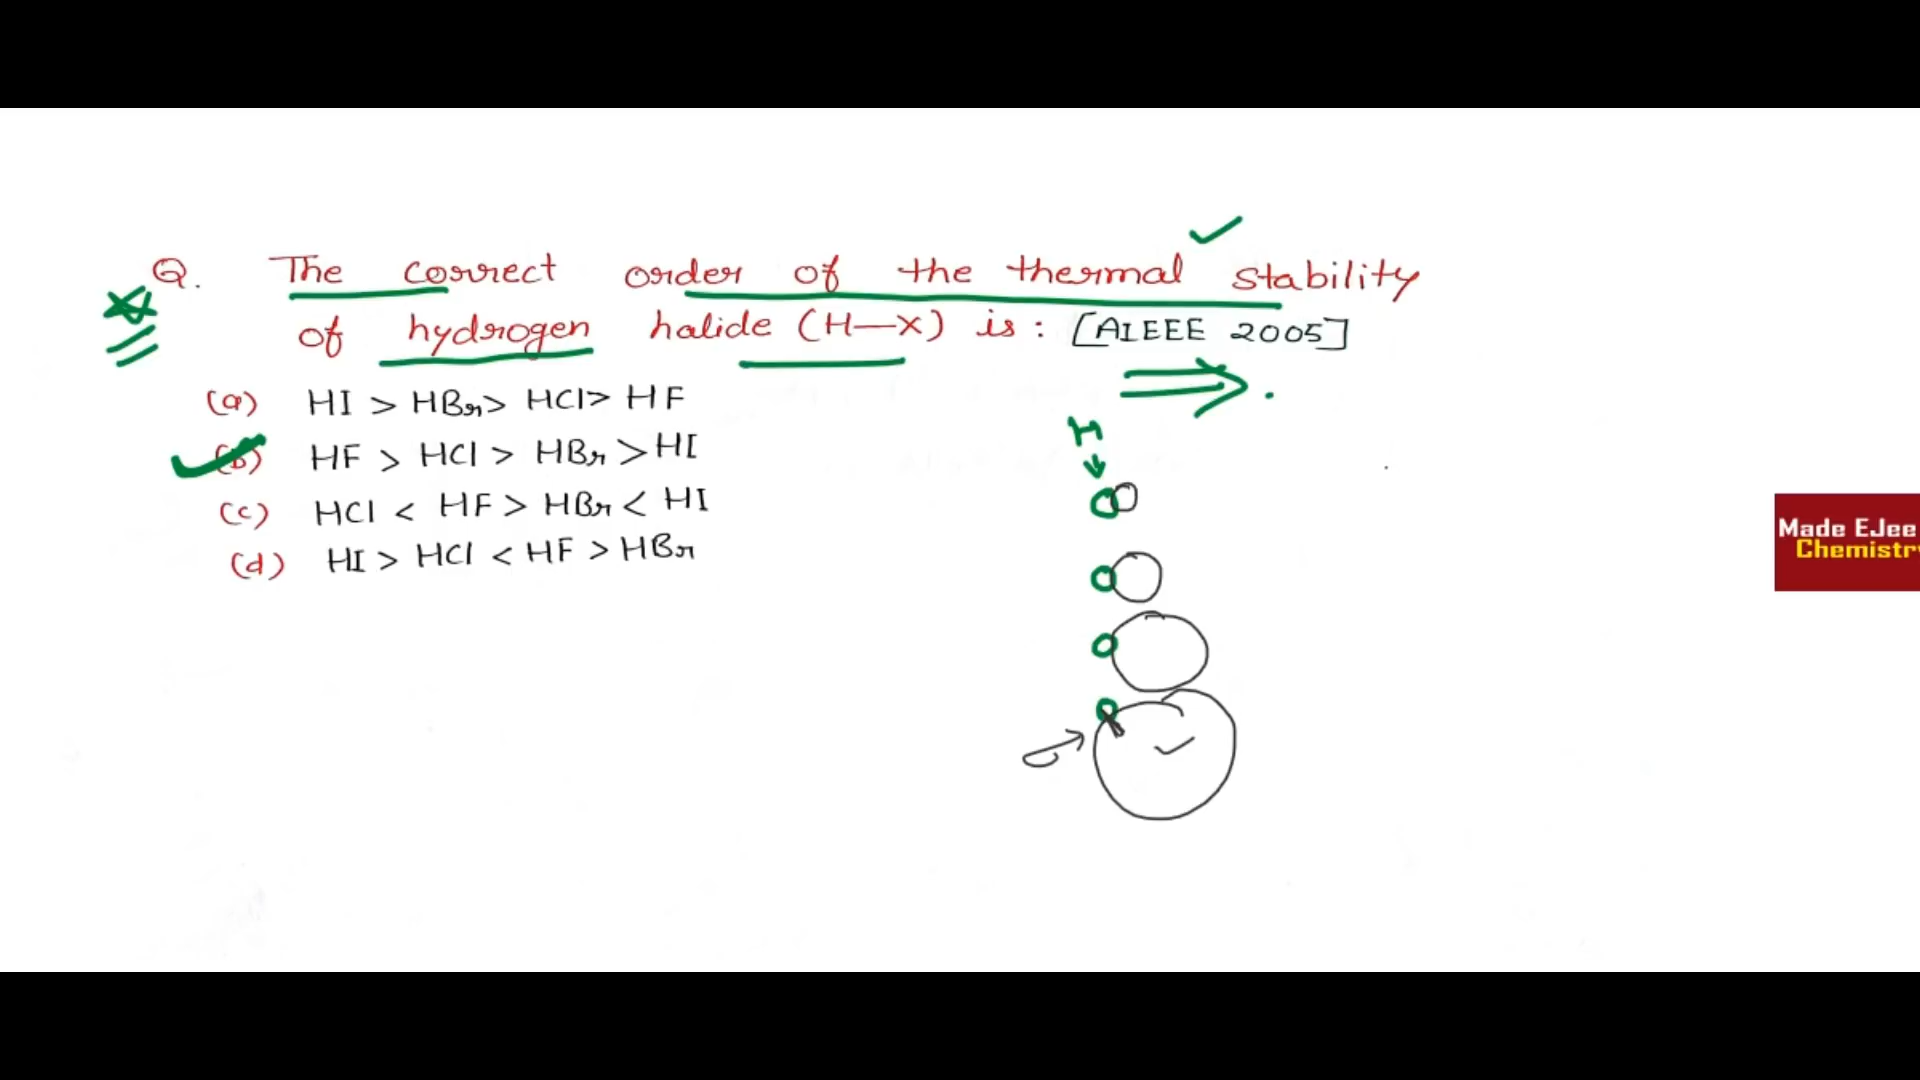 Q. The correct order of the thermal stability
of hydrogen halide (H—X) is: [AIEEE 2005]
(a) HI > HBr > HCl > HF
(b) HF > HCl > HBr > HI
(c) HCl < HF > HBr < HI
(d) HI > HCl < HF > HBr
H
Made EJee
Chemistry